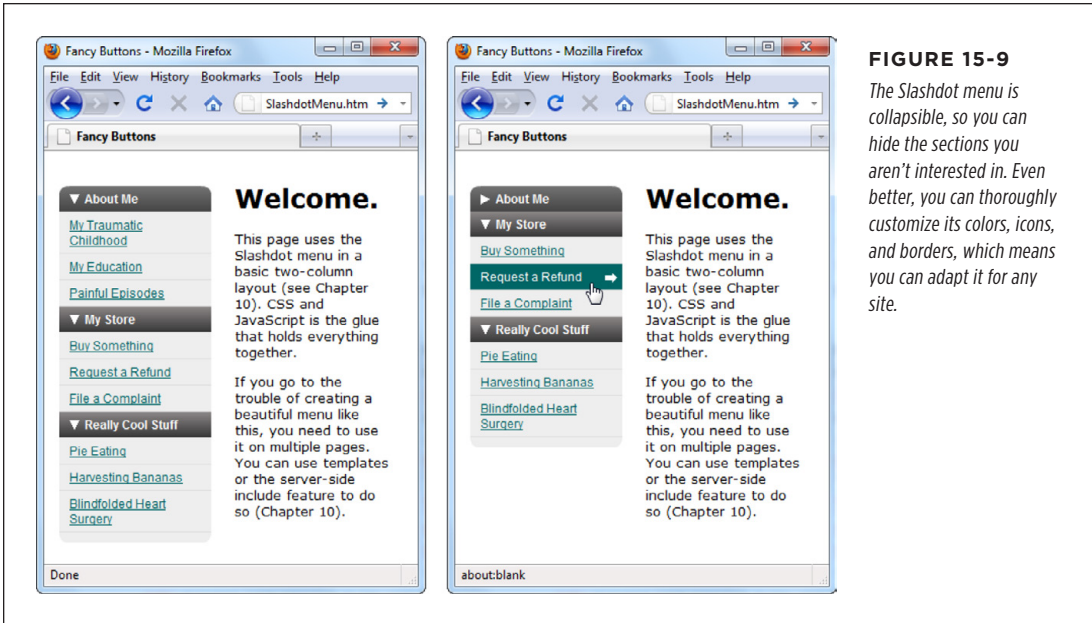 Fancy Buttons - Mozilla Firefox
File Edit View History Bookmarks Tools Help
SlashdotMenu.htm
Fancy Buttons
▼ About Me
My Traumatic
Childhood
My Education
Painful Episodes
▼ My Store
Buy Something
Request a Refund
File a Complaint
▼ Really Cool Stuff
Pie Eating
Harvesting Bananas
Blindfolded Heart
Surgery
Welcome.
This page uses the
Slashdot menu in a
basic two-column
layout (see Chapter
10). CSS and
JavaScript is the glue
that holds everything
together.
If you go to the
trouble of creating a
beautiful menu like
this, you need to use
it on multiple pages.
You can use templates
or the server-side
include feature to do
so (Chapter 10).
Done
Fancy Buttons - Mozilla Firefox
File Edit View History Bookmarks Tools Help
SlashdotMenu.htm
Fancy Buttons
▶ About Me
▼ My Store
Buy Something
Request a Refund
File a Complaint
▼ Really Cool Stuff
Pie Eating
Harvesting Bananas
Blindfolded Heart
Surgery
Welcome.
This page uses the
Slashdot menu in a
basic two-column
layout (see Chapter
10). CSS and
JavaScript is the glue
that holds everything
together.
If you go to the
trouble of creating a
beautiful menu like
this, you need to use
it on multiple pages.
You can use templates
or the server-side
include feature to do
so (Chapter 10).
about:blank
FIGURE 15-9
The Slashdot menu is
collapsible, so you can
hide the sections you
aren't interested in. Even
better, you can thoroughly
customize its colors, icons,
and borders, which means
you can adapt it for any
site.